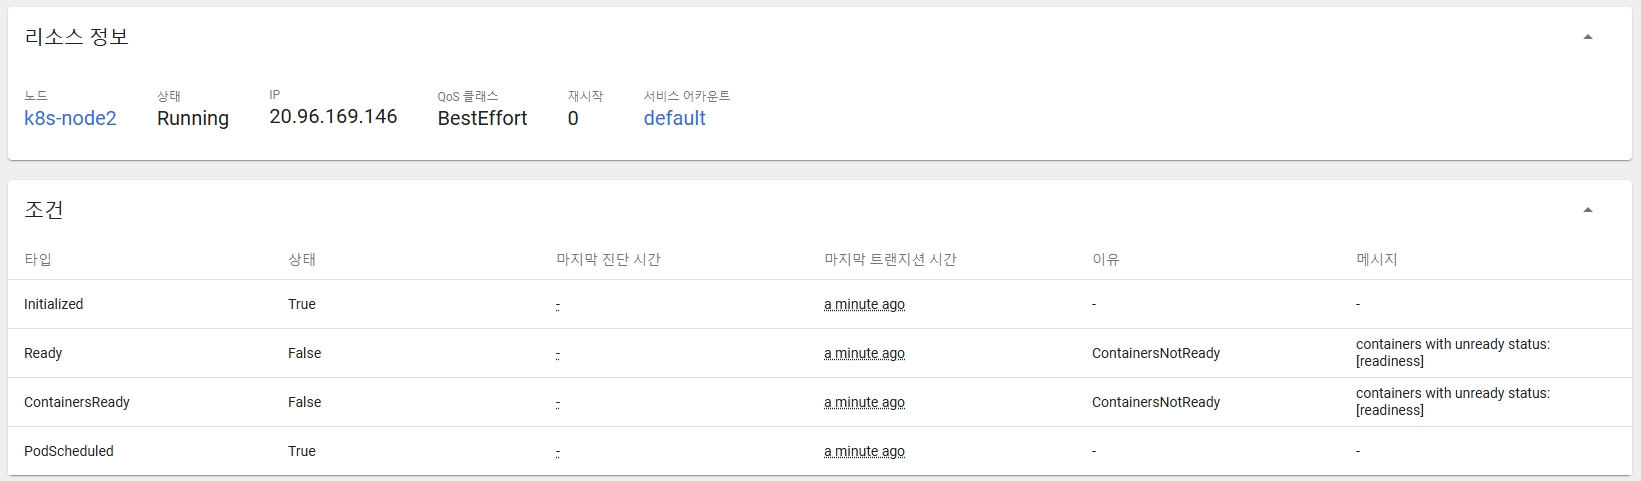 리소스 정보
노드 상태 IP QoS 클래스 재시작 서비스 어카운트
k8s-node2 Running 20.96.169.146 BestEffort 0 default
조건
타입 상태 마지막 진단 시간 마지막 트랜지션 시간 이유 메시지
Initialized True - a minute ago - -
Ready False - a minute ago ContainersNotReady containers with unready status:
[readiness]
ContainersReady False - a minute ago ContainersNotReady containers with unready status:
[readiness]
PodScheduled True - a minute ago - -